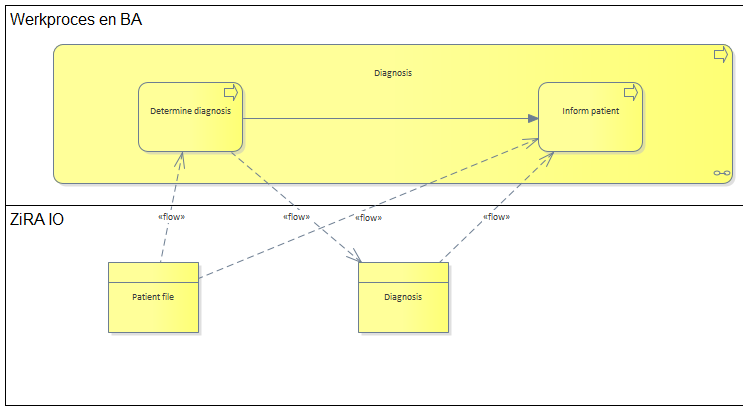 Werkproces en BA
Diagnosis
Determine diagnosis
Inform patient
«flow»
«flow»
«flow»
«flow»
ZiRA IO
Patient file
Diagnosis